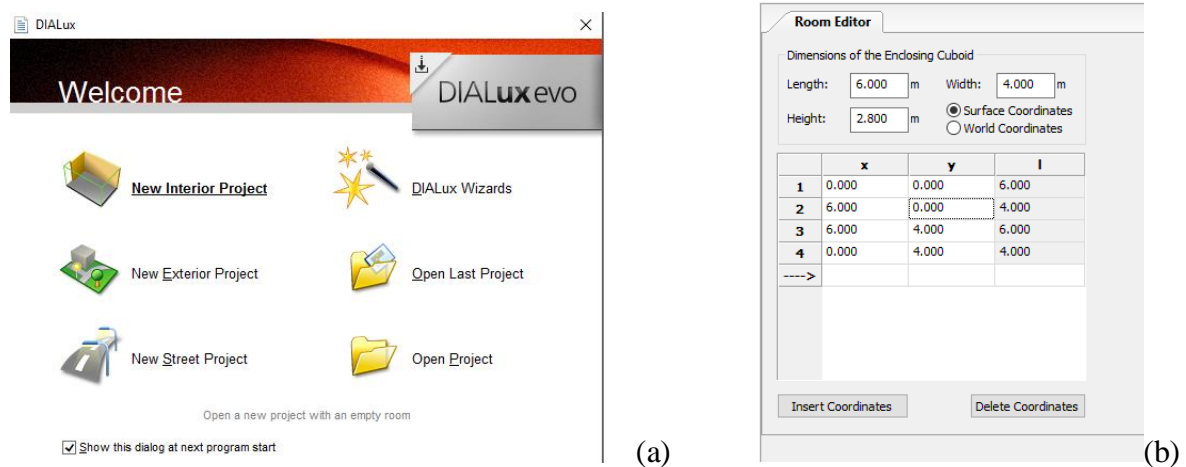 DIALux
Welcome
DIALux evo
New Interior Project
DIALux Wizards
New Exterior Project
Open Last Project
New Street Project
Open Project
Open a new project with an empty room
Show this dialog at next program start
(a)
Room Editor
Dimensions of the Enclosing Cuboid
Length: 6.000 m Width: 4.000 m
Height: 2.800 m Surface Coordinates
World Coordinates
x y l
1 0.000 0.000 6.000
2 6.000 0.000 4.000
3 6.000 4.000 6.000
4 0.000 4.000 4.000
---->
Insert Coordinates Delete Coordinates
(b)